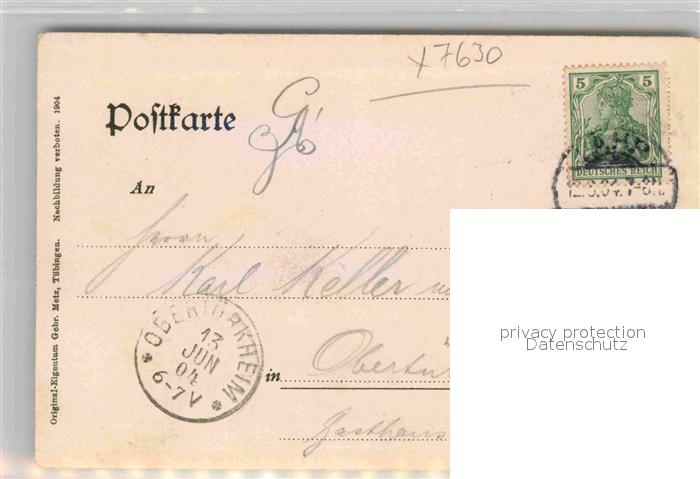 x7630
Postkarte
5 5
DEUTSCHES REICH
An
Herrn
Karl Keller
OBERTÜRKHEIM
13
JUN
04
6-7V
in Obertü
Gasthaus
Original-Eigentum Gebr. Metz, Tübingen. Nachbildung verboten. 1904
privacy protection
Datenschutz